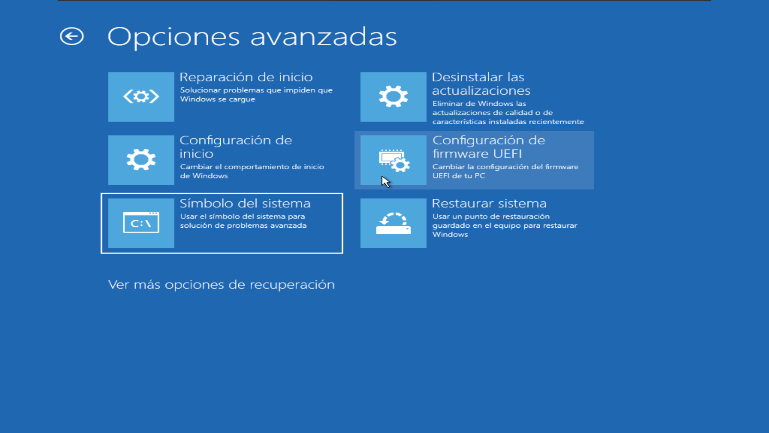 Opciones avanzadas
Reparación de inicio
Solucionar problemas que impiden que
Windows se cargue
Desinstalar las
actualizaciones
Eliminar de Windows las
actualizaciones de calidad o de
características instaladas recientemente
Configuración de
inicio
Cambiar el comportamiento de inicio
de Windows
Configuración de
firmware UEFI
Cambiar la configuración del firmware
UEFI de tu PC
C:\
Símbolo del sistema
Usar el símbolo del sistema para
solución de problemas avanzada
Restaurar sistema
Usar un punto de restauración
guardado en el equipo para restaurar
Windows
Ver más opciones de recuperación